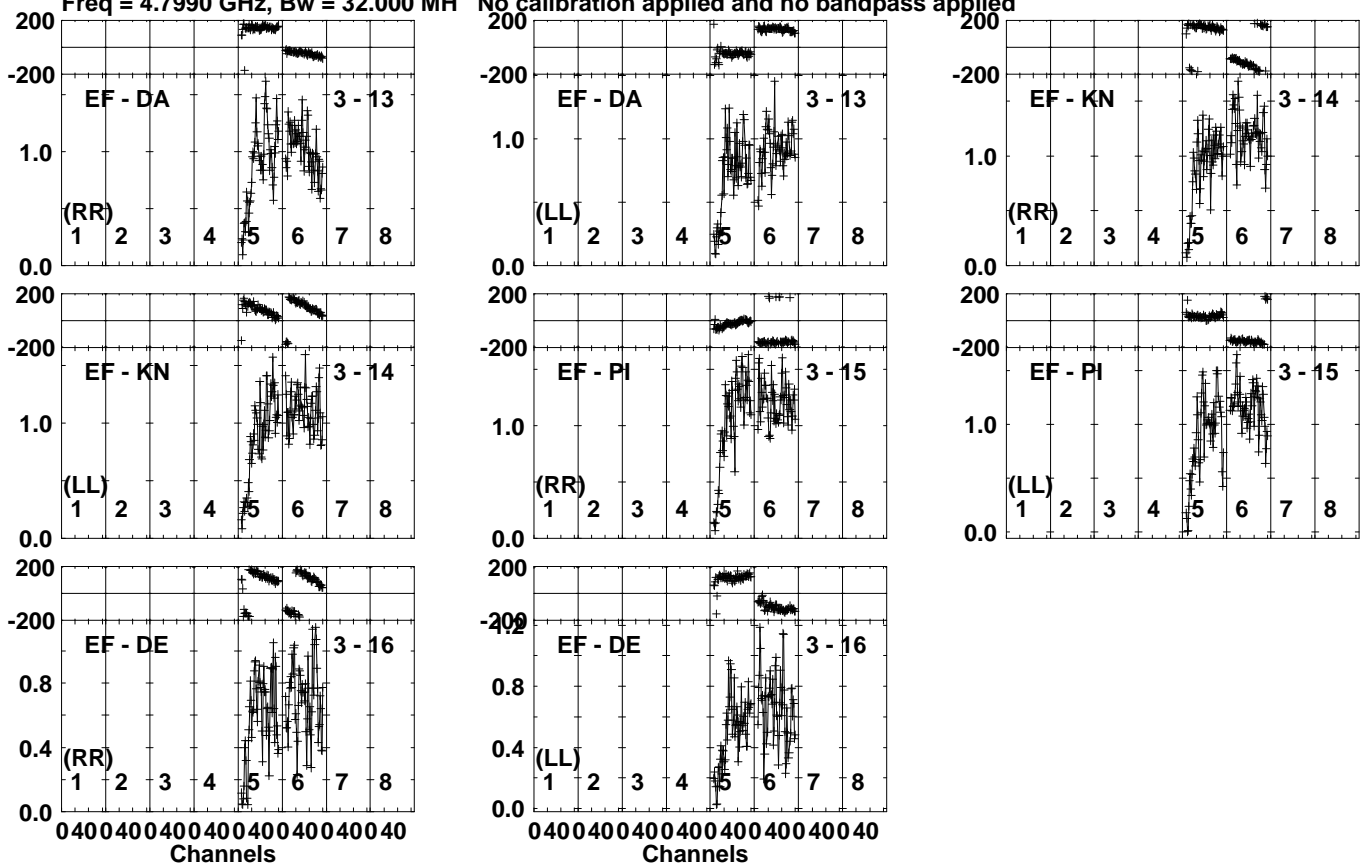 Freq = 4.7990 GHz, Bw = 32.000 MH No calibration applied and no bandpass applied
200 200 200
-200 -200 -200
EF - DA 3 - 13 EF - DA 3 - 13 EF - KN 3 - 14
1.0 1.0 1.0
(RR) (LL) (RR)
1 2 3 4 5 6 7 8 1 2 3 4 5 6 7 8 1 2 3 4 5 6 7 8
0.0 0.0 0.0
200 200 200
-200 -200 -200
EF - KN 3 - 14 EF - PI 3 - 15 EF - PI 3 - 15
1.0 1.0 1.0
(LL) (RR) (LL)
1 2 3 4 5 6 7 8 1 2 3 4 5 6 7 8 1 2 3 4 5 6 7 8
0.0 0.0 0.0
200 200
-200 -200
1.2
EF - DE 3 - 16 EF - DE 3 - 16
0.8 0.8
0.4 0.4
(RR) (LL)
1 2 3 4 5 6 7 8 1 2 3 4 5 6 7 8
0.0 0.0
0 40 0 40 0 40 0 40 0 40 0 40 0 40 0 40 0 40 0 40 0 40 0 40 0 40 0 40 0 40 0 40
Channels Channels